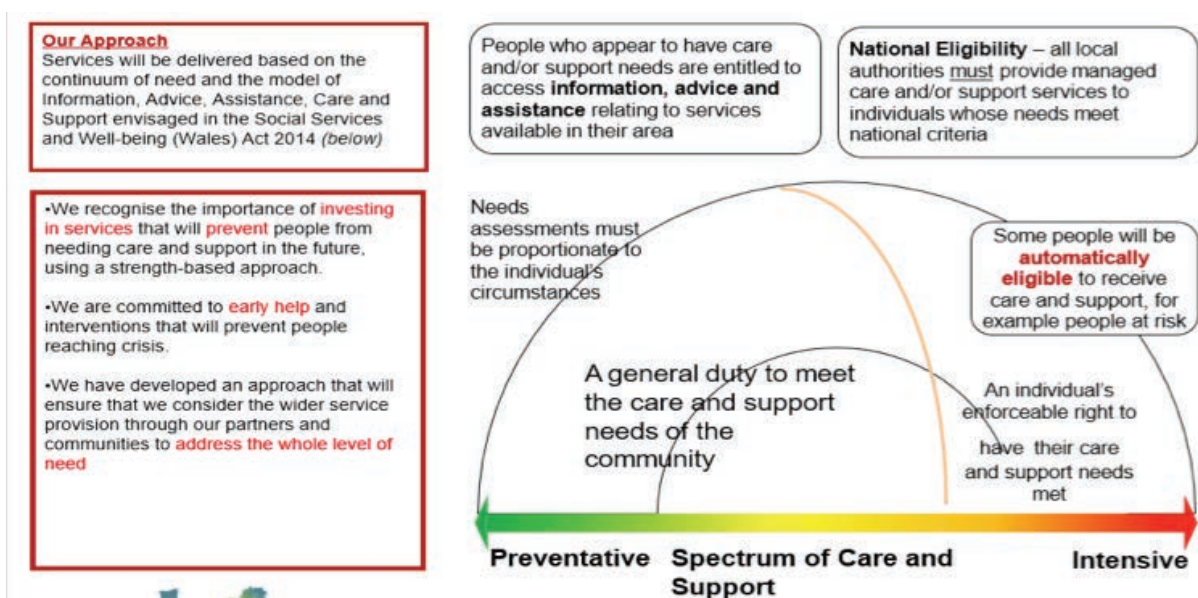 Our Approach
Services will be delivered based on the
continuum of need and the model of
Information, Advice, Assistance, Care and
Support envisaged in the Social Services
and Well-being (Wales) Act 2014 (below)
•We recognise the importance of investing
in services that will prevent people from
needing care and support in the future,
using a strength-based approach.
•We are committed to early help and
interventions that will prevent people
reaching crisis.
•We have developed an approach that will
ensure that we consider the wider service
provision through our partners and
communities to address the whole level of
need
People who appear to have care
and/or support needs are entitled to
access information, advice and
assistance relating to services
available in their area
National Eligibility – all local
authorities must provide managed
care and/or support services to
individuals whose needs meet
national criteria
Needs
assessments must
be proportionate to
the individual's
circumstances
Some people will be
automatically
eligible to receive
care and support, for
example people at risk
A general duty to meet
the care and support
needs of the
community
An individual's
enforceable right to
have their care
and support needs
met
Preventative
Spectrum of Care and
Support
Intensive